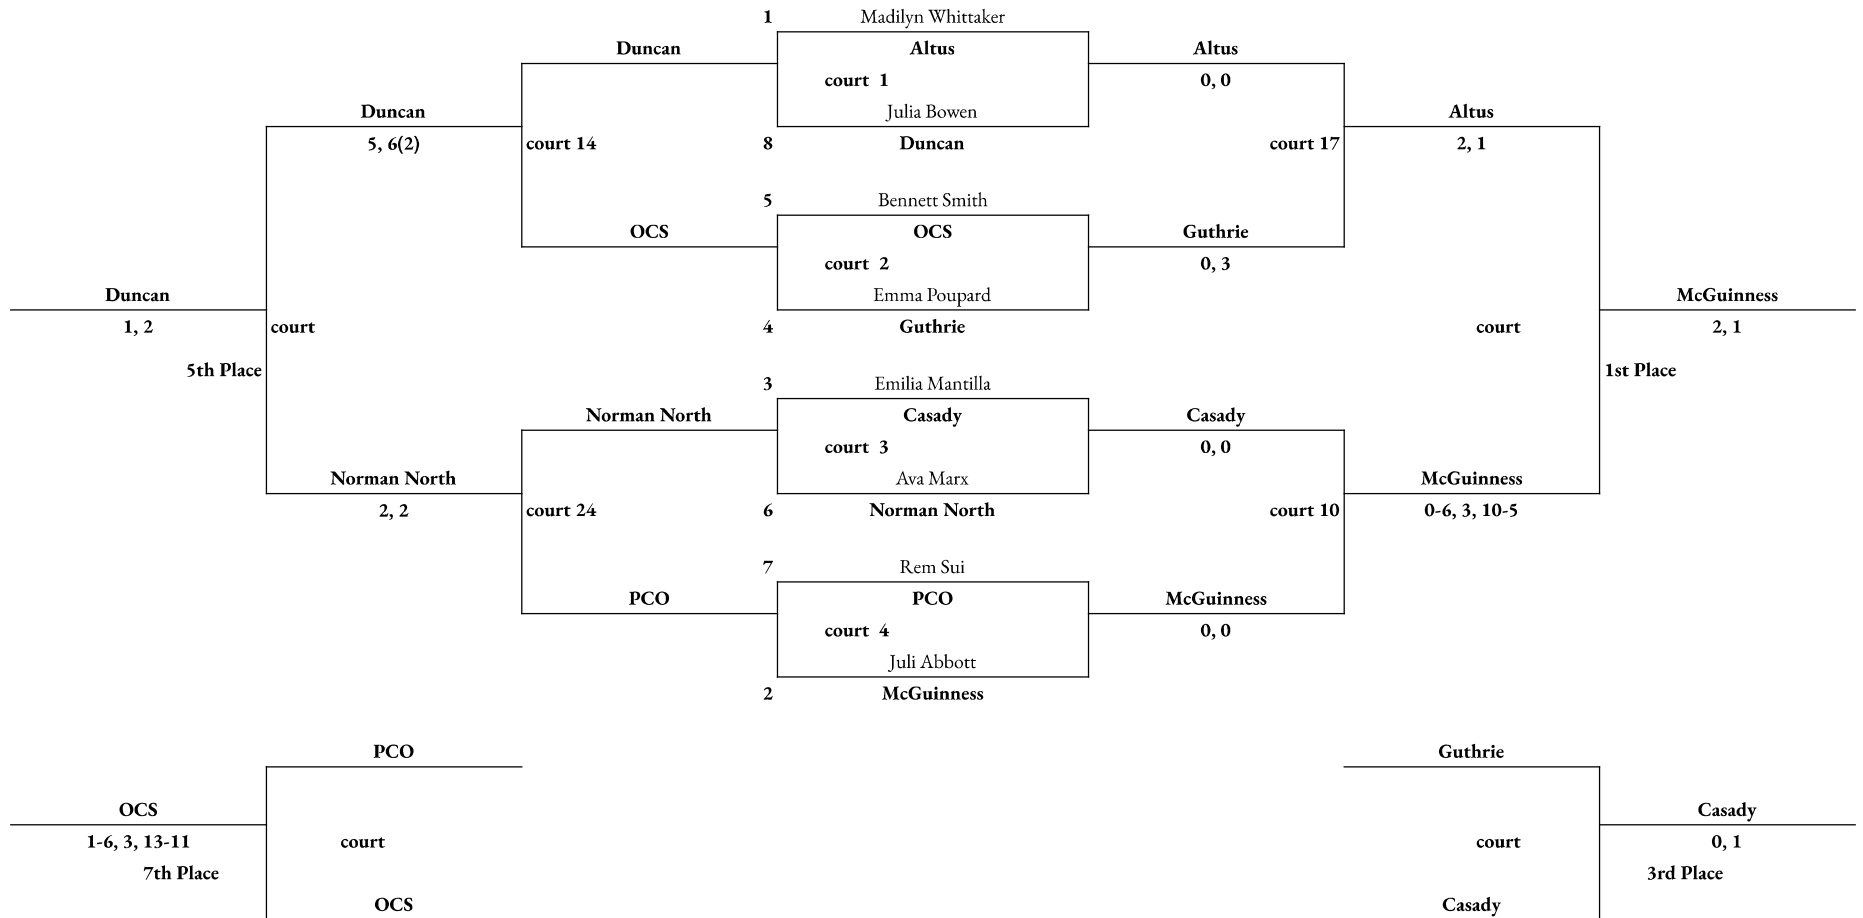 1 Madilyn Whittaker
Duncan Altus Altus
court 1 0, 0
Duncan Julia Bowen Altus
5, 6(2) court 14 8 Duncan court 17 2, 1
5 Bennett Smith
OCS OCS Guthrie
court 2 0, 3
Duncan Emma Poupard McGuinness
1, 2 court 4 Guthrie court 2, 1
5th Place 1st Place
3 Emilia Mantilla
Norman North Casady Casady
court 3 0, 0
Norman North Ava Marx McGuinness
2, 2 court 24 6 Norman North court 10 0-6, 3, 10-5
7 Rem Sui
PCO PCO McGuinness
court 4 0, 0
Juli Abbott
2 McGuinness
PCO Guthrie
OCS Casady
1-6, 3, 13-11 court court 0, 1
7th Place 3rd Place
OCS Casady